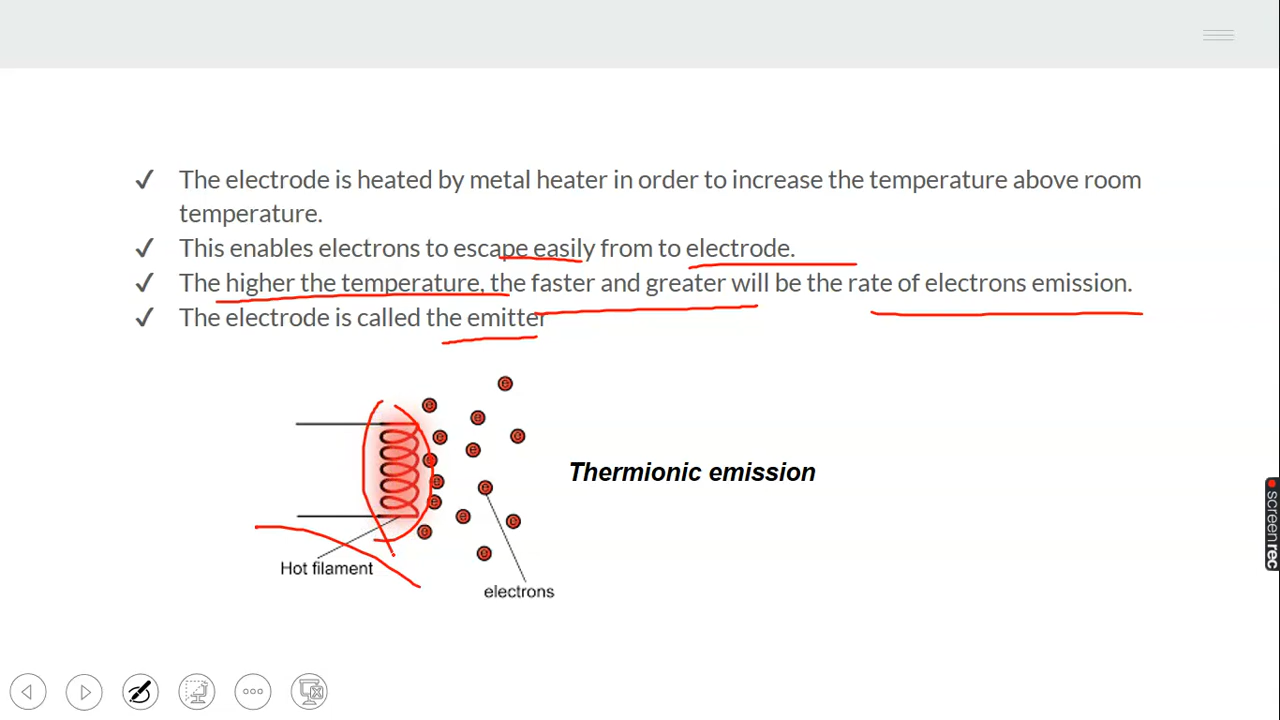 ✓ The electrode is heated by metal heater in order to increase the temperature above room
temperature.
✓ This enables electrons to escape easily from to electrode.
✓ The higher the temperature, the faster and greater will be the rate of electrons emission.
✓ The electrode is called the emitter
Thermionic emission
Hot filament
electrons
screenrec